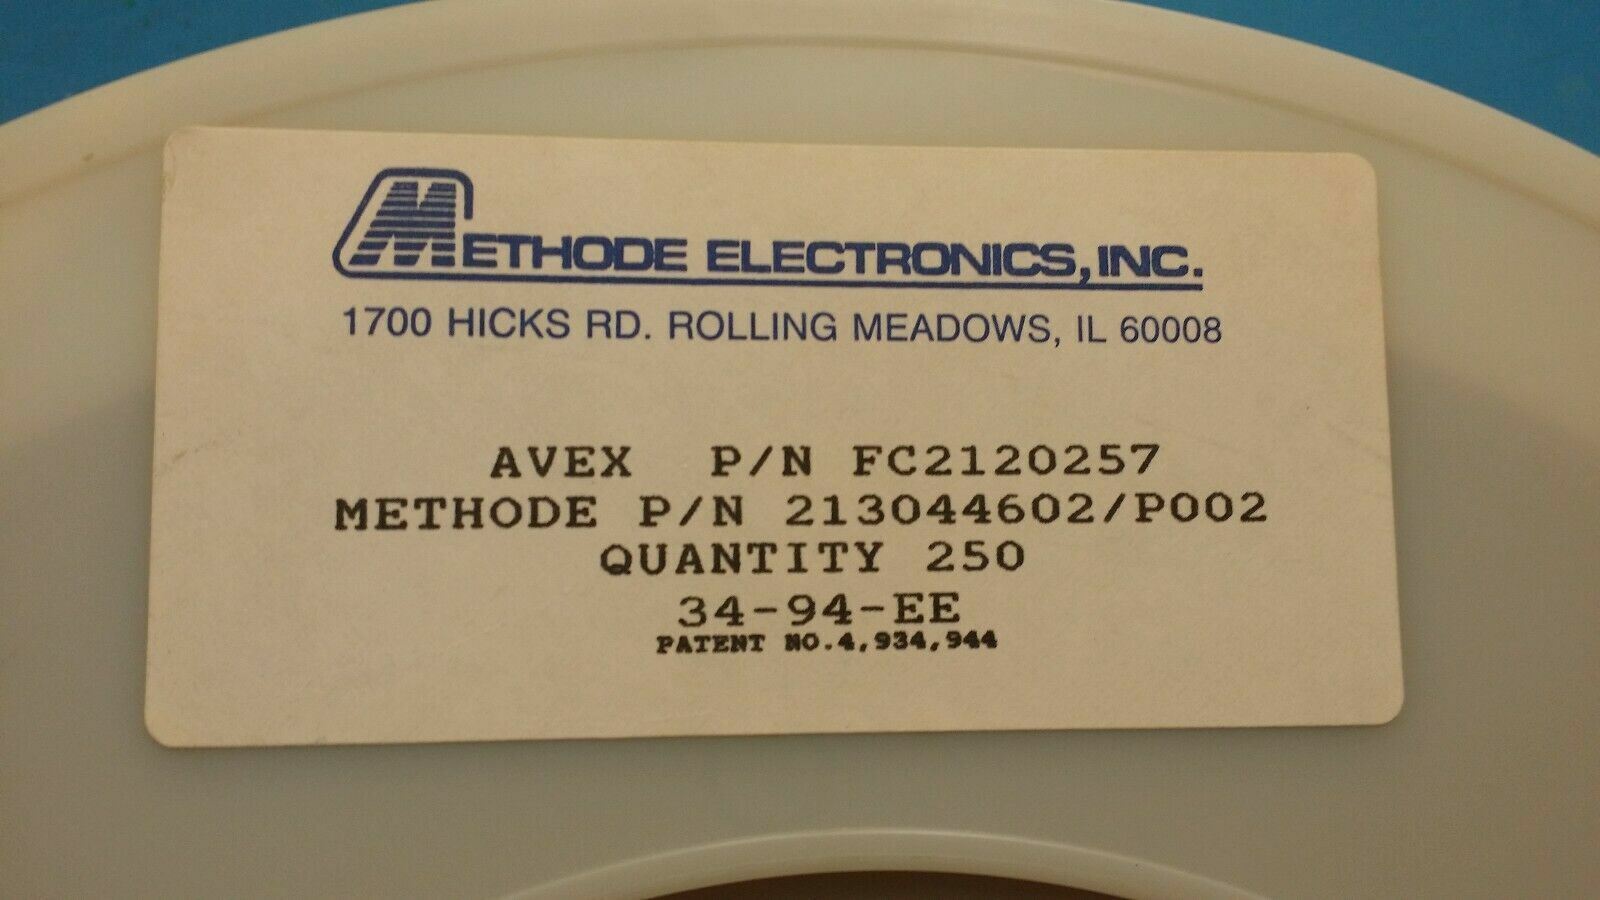 METHODE ELECTRONICS, INC.
1700 HICKS RD. ROLLING MEADOWS, IL 60008
AVEX P/N FC2120257
METHODE P/N 213044602/P002
QUANTITY 250
34-94-EE
PATENT NO.4,934,944